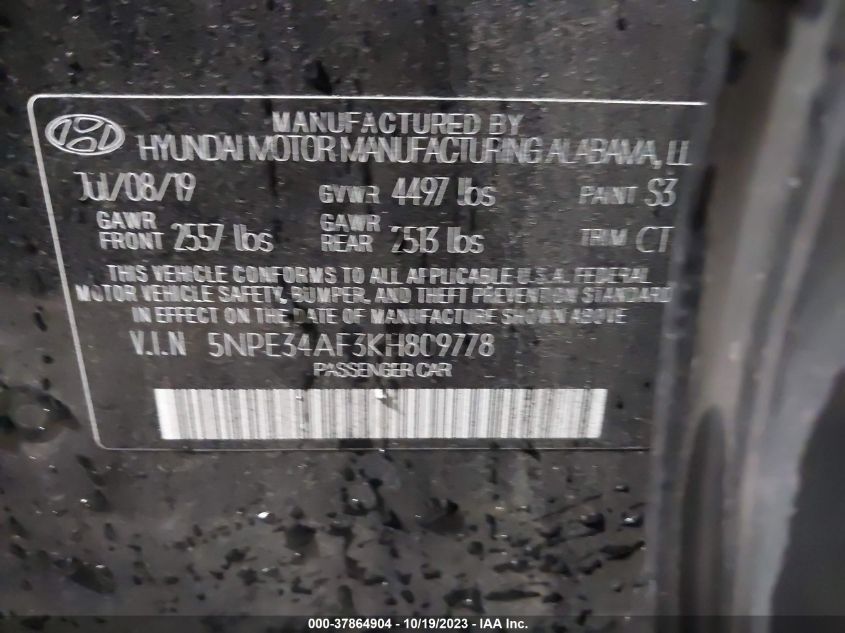 MANUFACTURED BY
HYUNDAI MOTOR MANUFACTURING ALABAMA, LL
Jul/08/19 GVWR 4497 lbs PAINT S3
GAWR FRONT 2557 lbs GAWR REAR 2513 lbs TRIM CT
THIS VEHICLE CONFORMS TO ALL APPLICABLE U.S.A. FEDERAL
MOTOR VEHICLE SAFETY, BUMPER, AND THEFT PREVENTION STANDARD
IN EFFECT ON THE DATE OF MANUFACTURE SHOWN ABOVE
V.I.N 5NPE34AF3KH809778
PASSENGER CAR
000-37864904 - 10/19/2023 - IAA Inc.